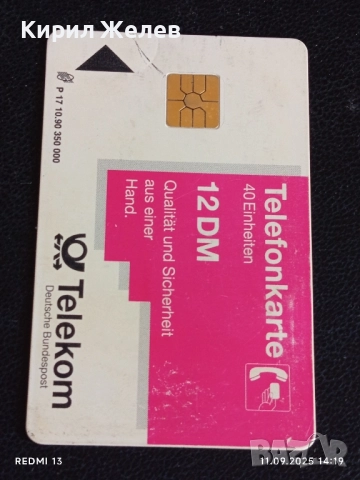 Кирил Желев
P 17 10.90 350 000
Telefonkarte
40 Einheiten
12 DM
Qualität und Sicherheit
aus einer
Hand.
Telekom
Deutsche Bundespost
REDMI 13
11.09.2025 14:19
BAZAR